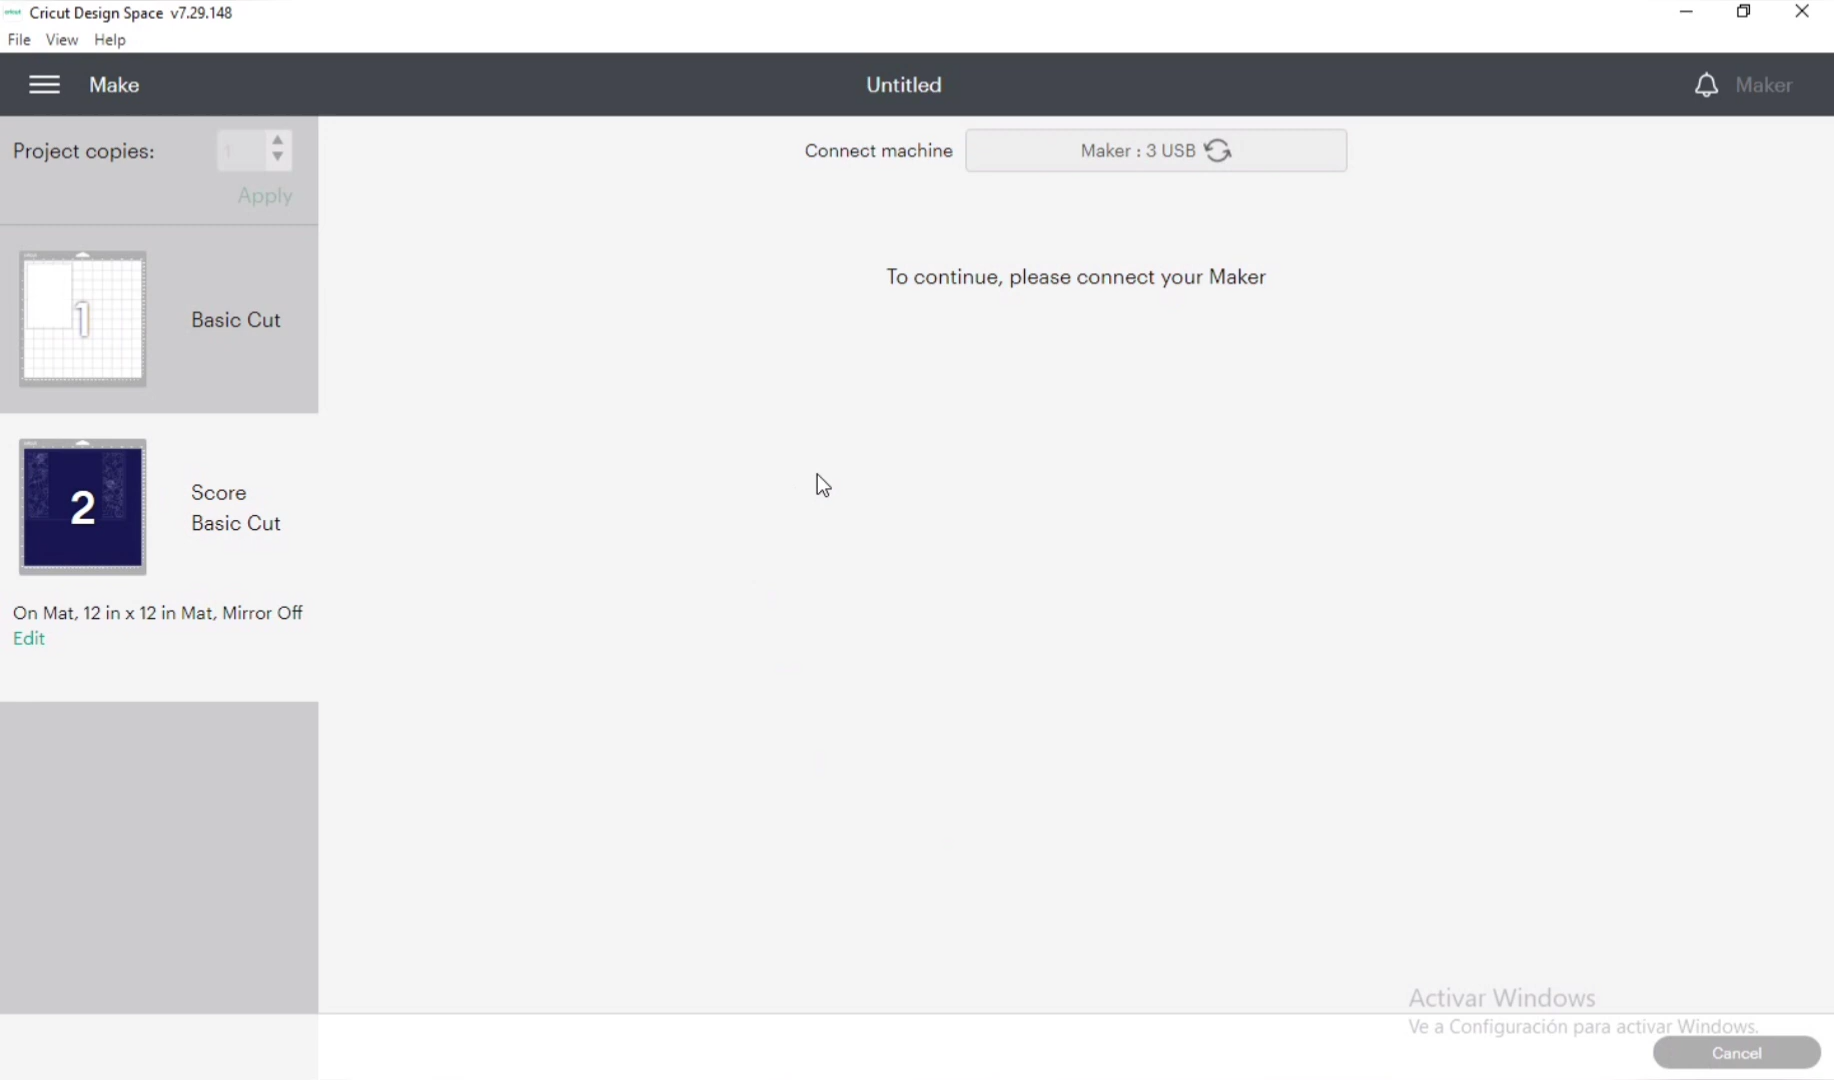 Cricut Design Space v7.29.148
File View Help
Make
Untitled
Maker
Project copies:
1
Apply
Connect machine
Maker : 3 USB
To continue, please connect your Maker
1
Basic Cut
2
Score
Basic Cut
On Mat, 12 in x 12 in Mat, Mirror Off
Edit
Activar Windows
Ve a Configuración para activar Windows.
Cancel